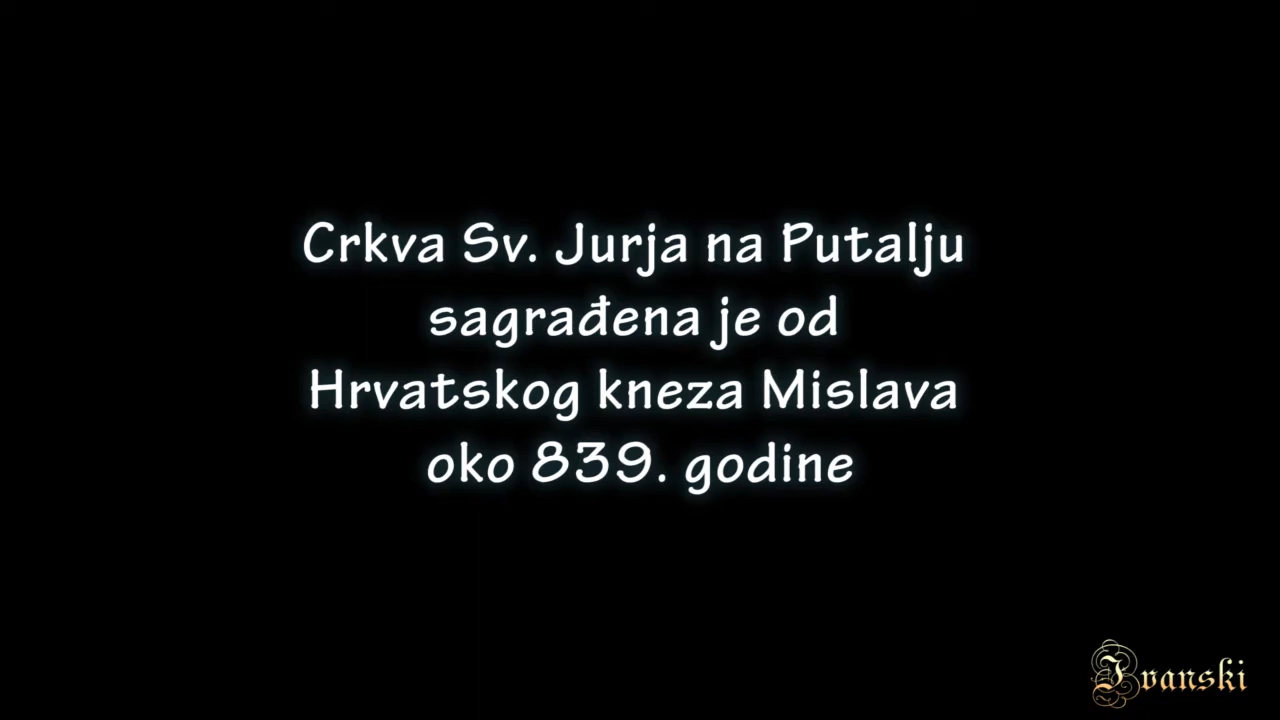 Crkva Sv. Jurja na Putalju
sagrađena je od
Hrvatskog kneza Mislava
oko 839. godine
Ivanski